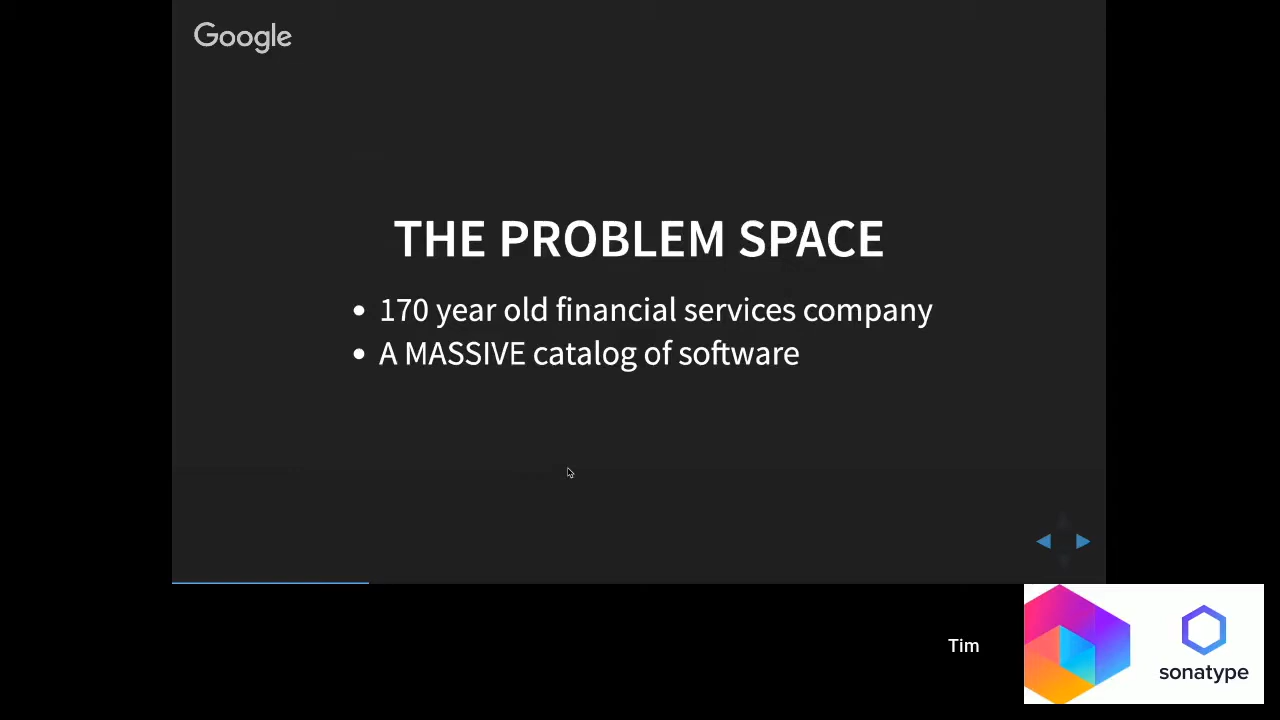 Google
THE PROBLEM SPACE
• 170 year old financial services company
• A MASSIVE catalog of software
Tim
sonatype